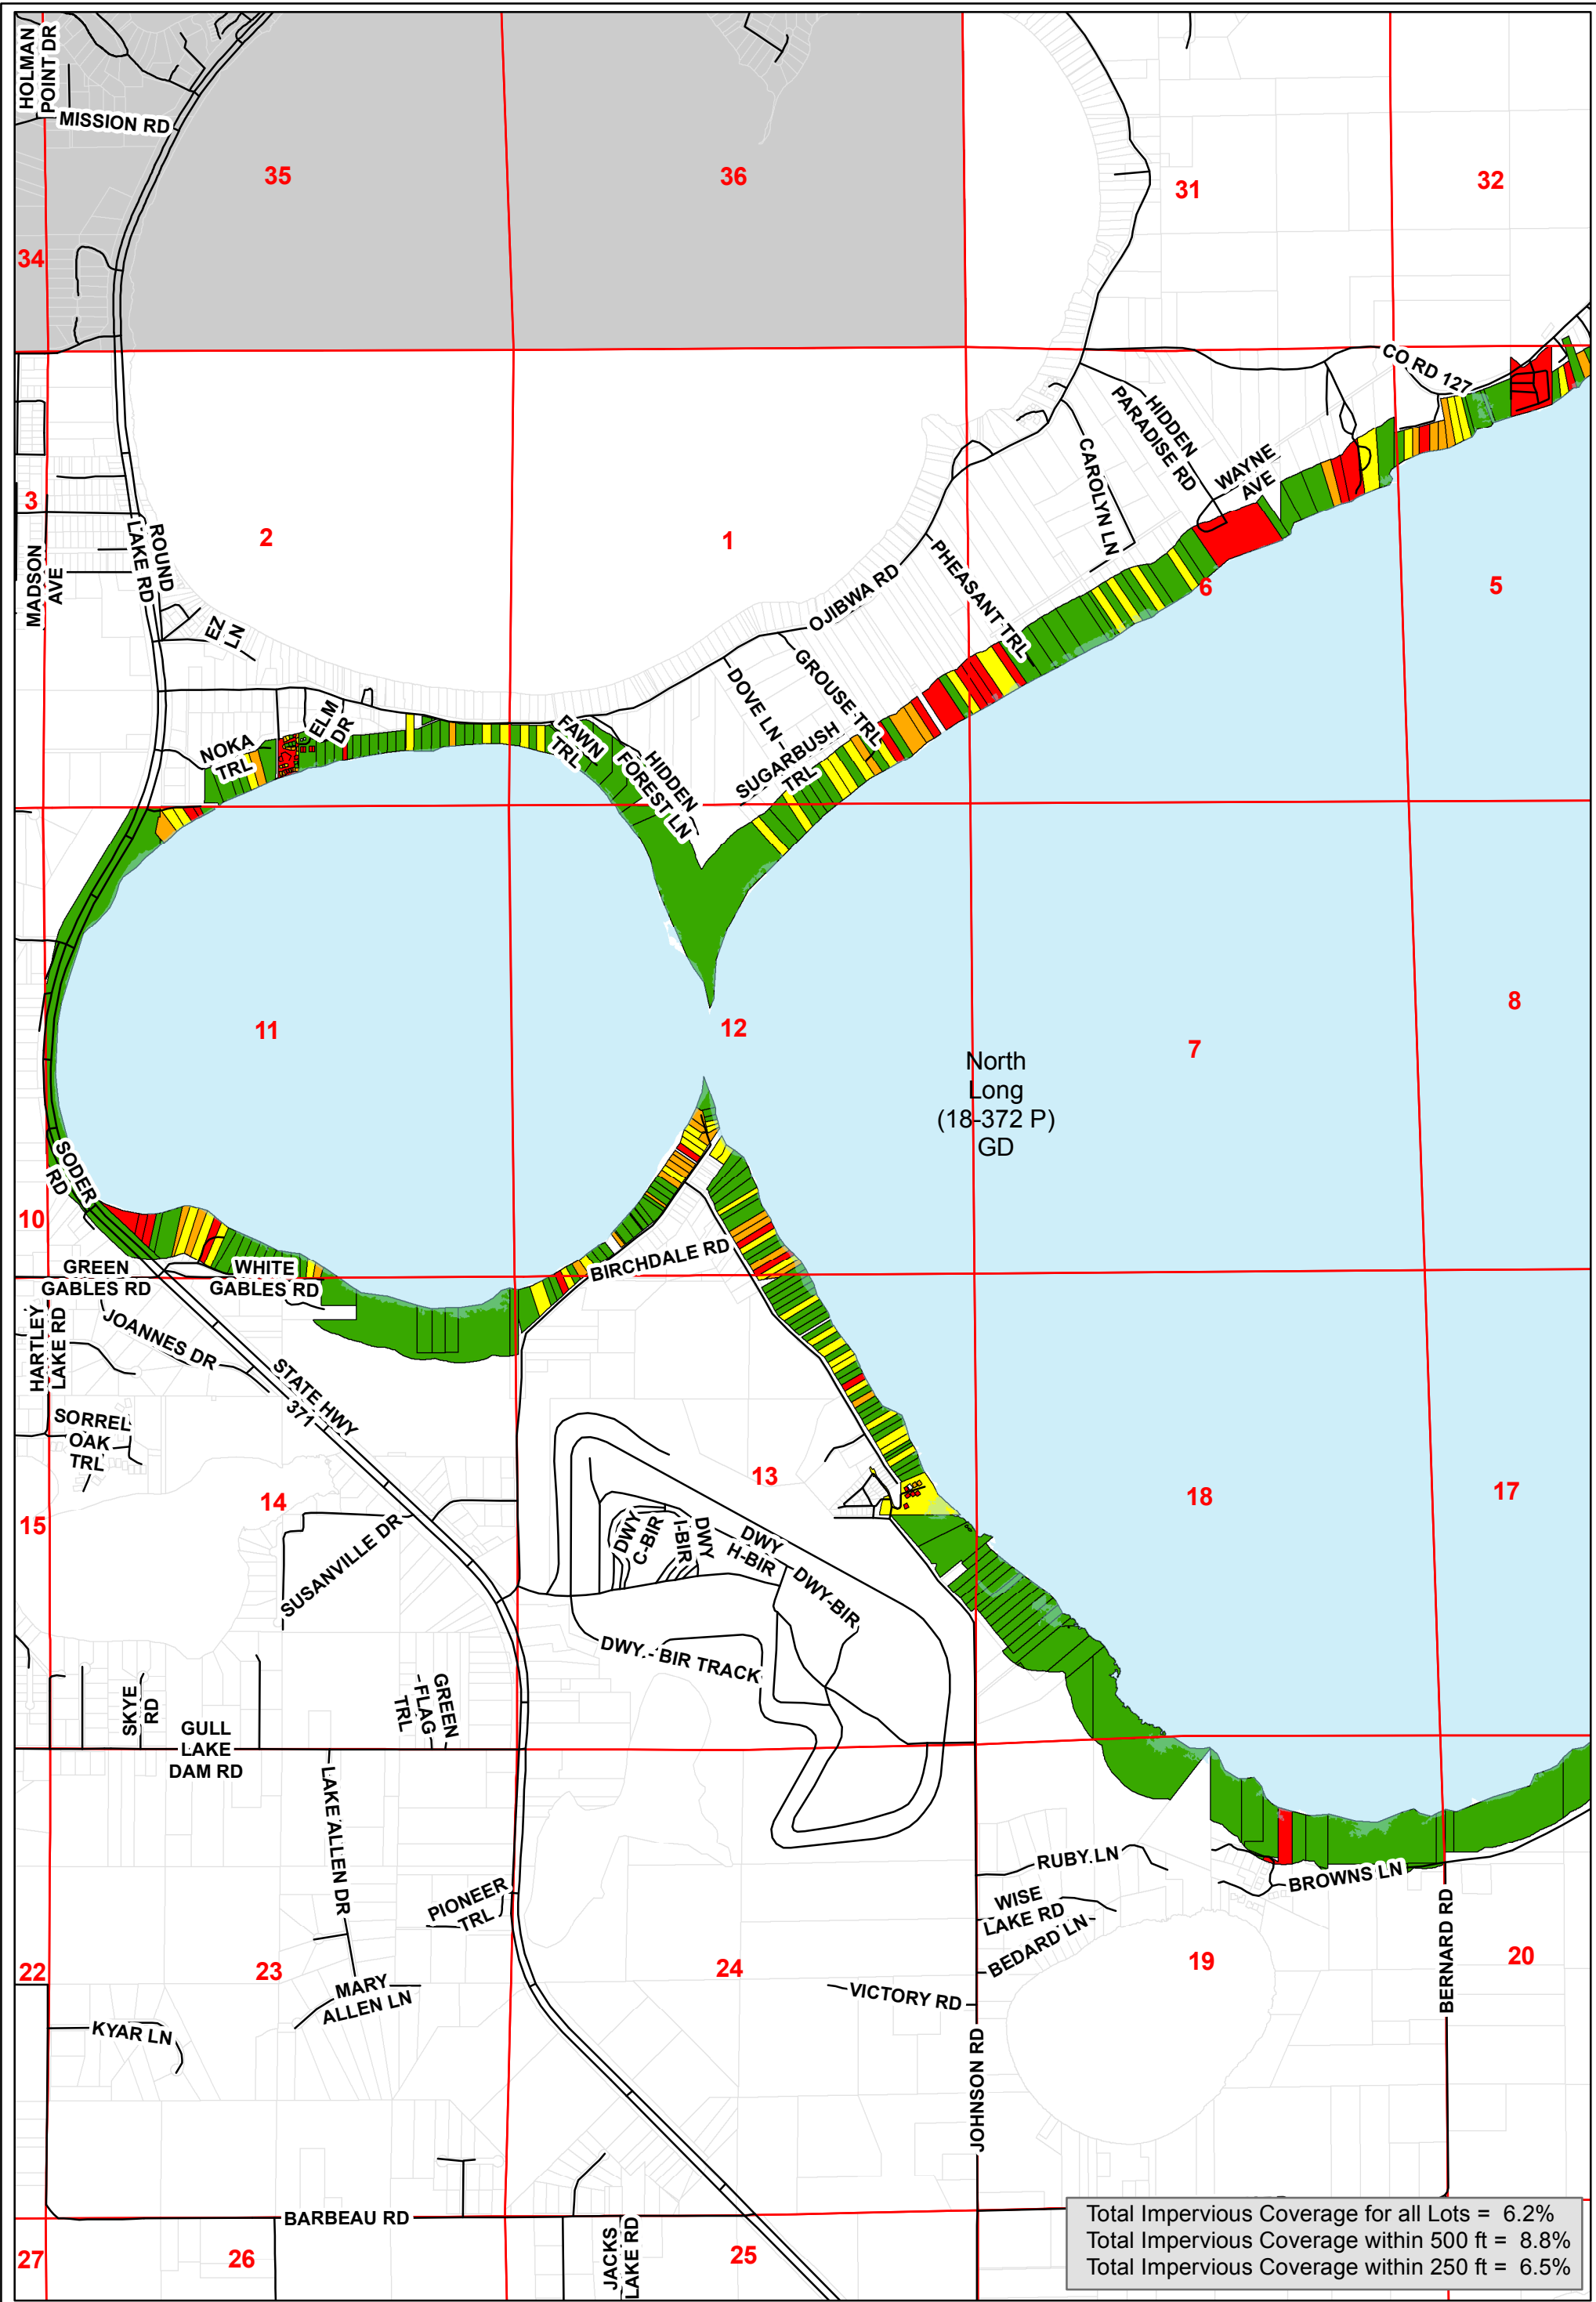 HOLMAN
POINT DR
MISSION RD
35
36
31
32
34
CO RD 127
HIDDEN
PARADISE RD
CAROLYN LN
WAYNE
AVE
3
2
1
6
5
MADSON
AVE
ROUND
LAKE RD
EZ
LN
OJIBWA RD
PHEASANT TRL
GROUSE TRL
DOVE LN
SUGARBUSH
TRL
ELM
DR
NOKA
TRL
FAWN
TRL
HIDDEN
FOREST LN
11
12
7
8
North
Long
(18-372 P)
GD
SODER
RD
10
GREEN
GABLES RD
WHITE
GABLES RD
BIRCHDALE RD
HARTLEY
LAKE RD
JOANNES DR
STATE HWY
371
SORREL
OAK
TRL
13
14
15
18
17
SUSANVILLE DR
DWY
C-BIR
DWY
I-BIR
DWY
H-BIR
DWY-BIR
DWY - BIR TRACK
SKYE
RD
GREEN
FLAG
TRL
GULL
LAKE
DAM RD
LAKE ALLEN DR
PIONEER
TRL
RUBY LN
BROWNS LN
WISE
LAKE RD
BEDARD LN
BERNARD RD
22
23
24
19
20
MARY
ALLEN LN
VICTORY RD
KYAR LN
JOHNSON RD
BARBEAU RD
27
26
JACKS
LAKE RD
25
Total Impervious Coverage for all Lots = 6.2%
Total Impervious Coverage within 500 ft = 8.8%
Total Impervious Coverage within 250 ft = 6.5%